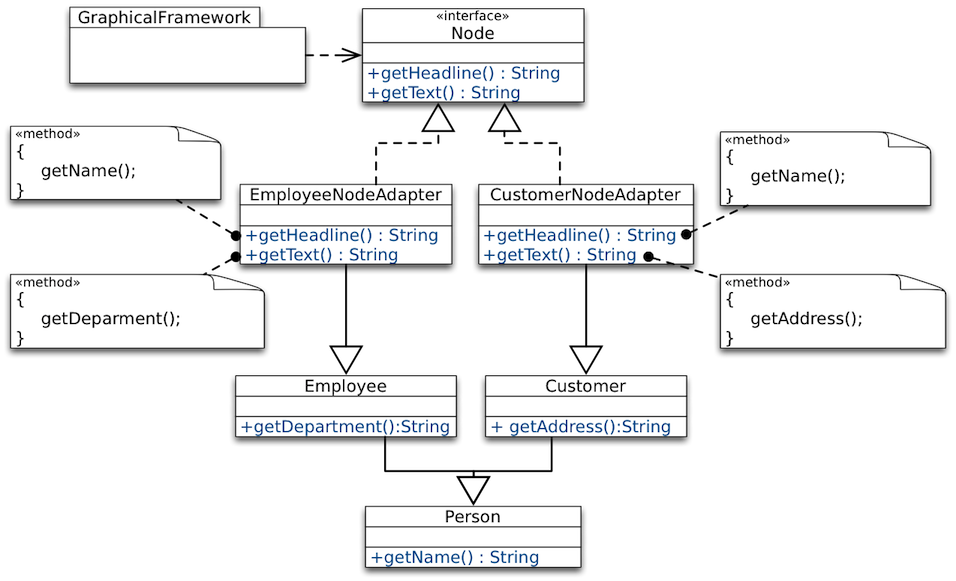 GraphicalFramework
«interface»
Node
+getHeadline() : String
+getText() : String
«method»
{
getName();
}
«method»
{
getName();
}
EmployeeNodeAdapter
+getHeadline() : String
+getText() : String
CustomerNodeAdapter
+getHeadline() : String
+getText() : String
«method»
{
getDeparment();
}
«method»
{
getAddress();
}
Employee
+getDepartment():String
Customer
+ getAddress():String
Person
+getName() : String